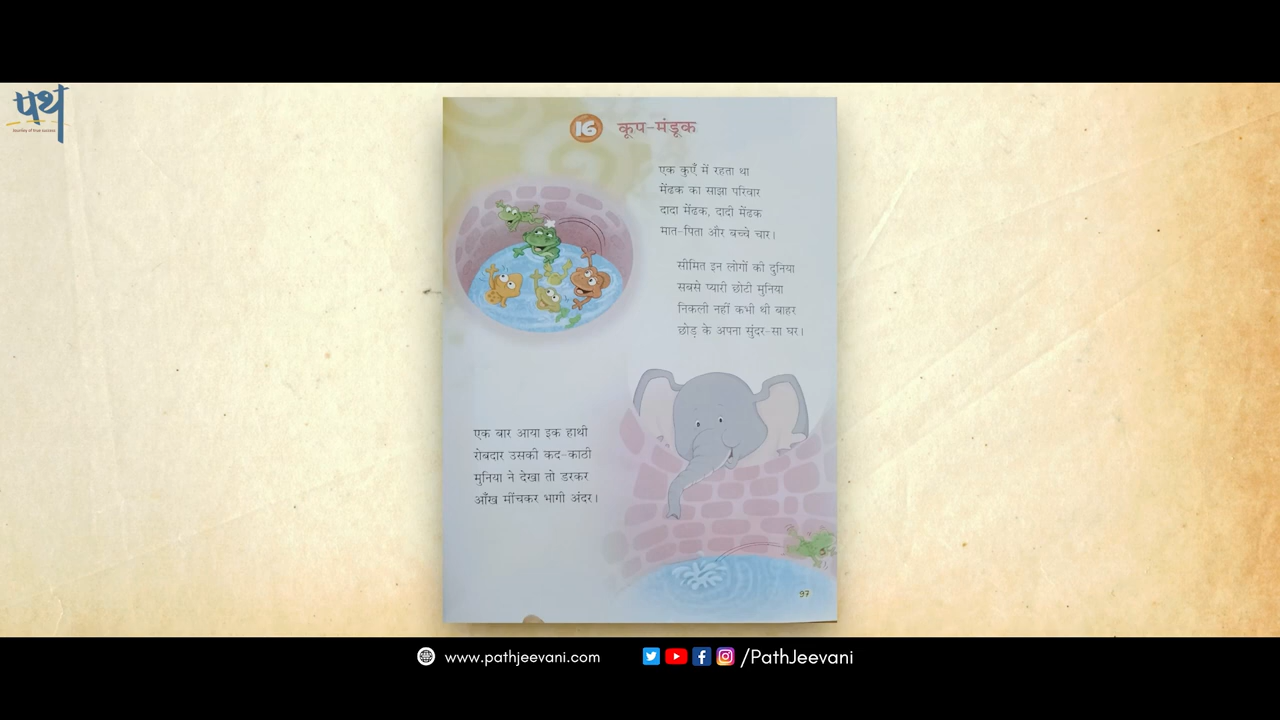 पथ
16 कूप-मंडूक
एक कुएँ में रहता था
मेंढक का साझा परिवार
दादा मेंढक, दादी मेंढक
मात-पिता और बच्चे चार।
सीमित इन लोगों की दुनिया
सबसे प्यारी छोटी मुनिया
निकली नहीं कभी थी बाहर
छोड़ के अपना सुंदर-सा घर।
एक बार आया इक हाथी
रोबदार उसकी कद-काठी
मुनिया ने देखा तो डरकर
आँख मींचकर भागी अंदर।
97
www.pathjeevani.com
/PathJeevani